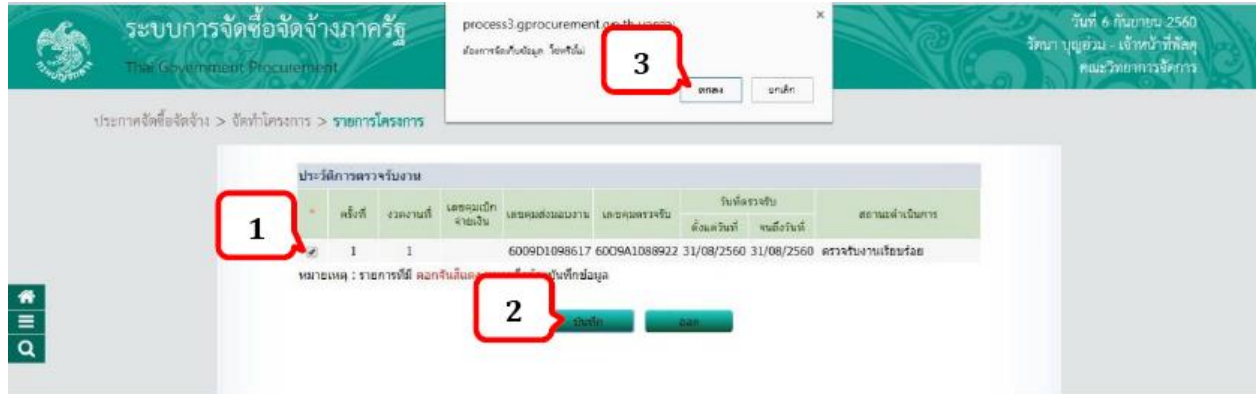 ระบบการจัดซื้อจัดจ้างภาครัฐ
Thai Government Procurement
process3.gprocurement.go.th
ต้องการจัดเก็บข้อมูล ใช่หรือไม่
3
ตกลง
ยกเลิก
วันที่ 6 กันยายน 2560
รัตนา บุญอ่วม - เจ้าหน้าที่พัสดุ
คณะวิทยาการจัดการ
ประกาศจัดซื้อจัดจ้าง > จัดทำโครงการ > รายการโครงการ
ประวัติการตรวจรับงาน
1
* ครั้งที่ งวดงานที่ เลขคุมเบิกจ่ายเงิน เลขคุมส่งมอบงาน เลขคุมตรวจรับ วันที่ตรวจรับ สถานะดำเนินการ
ตั้งแต่วันที่ จนถึงวันที่
1 1 6009D1098617 6009A1088922 31/08/2560 31/08/2560 ตรวจรับงานเรียบร้อย
หมายเหตุ : รายการที่มี ดอกจันสีแดง บันทึกข้อมูล
2
บันทึก
ออก